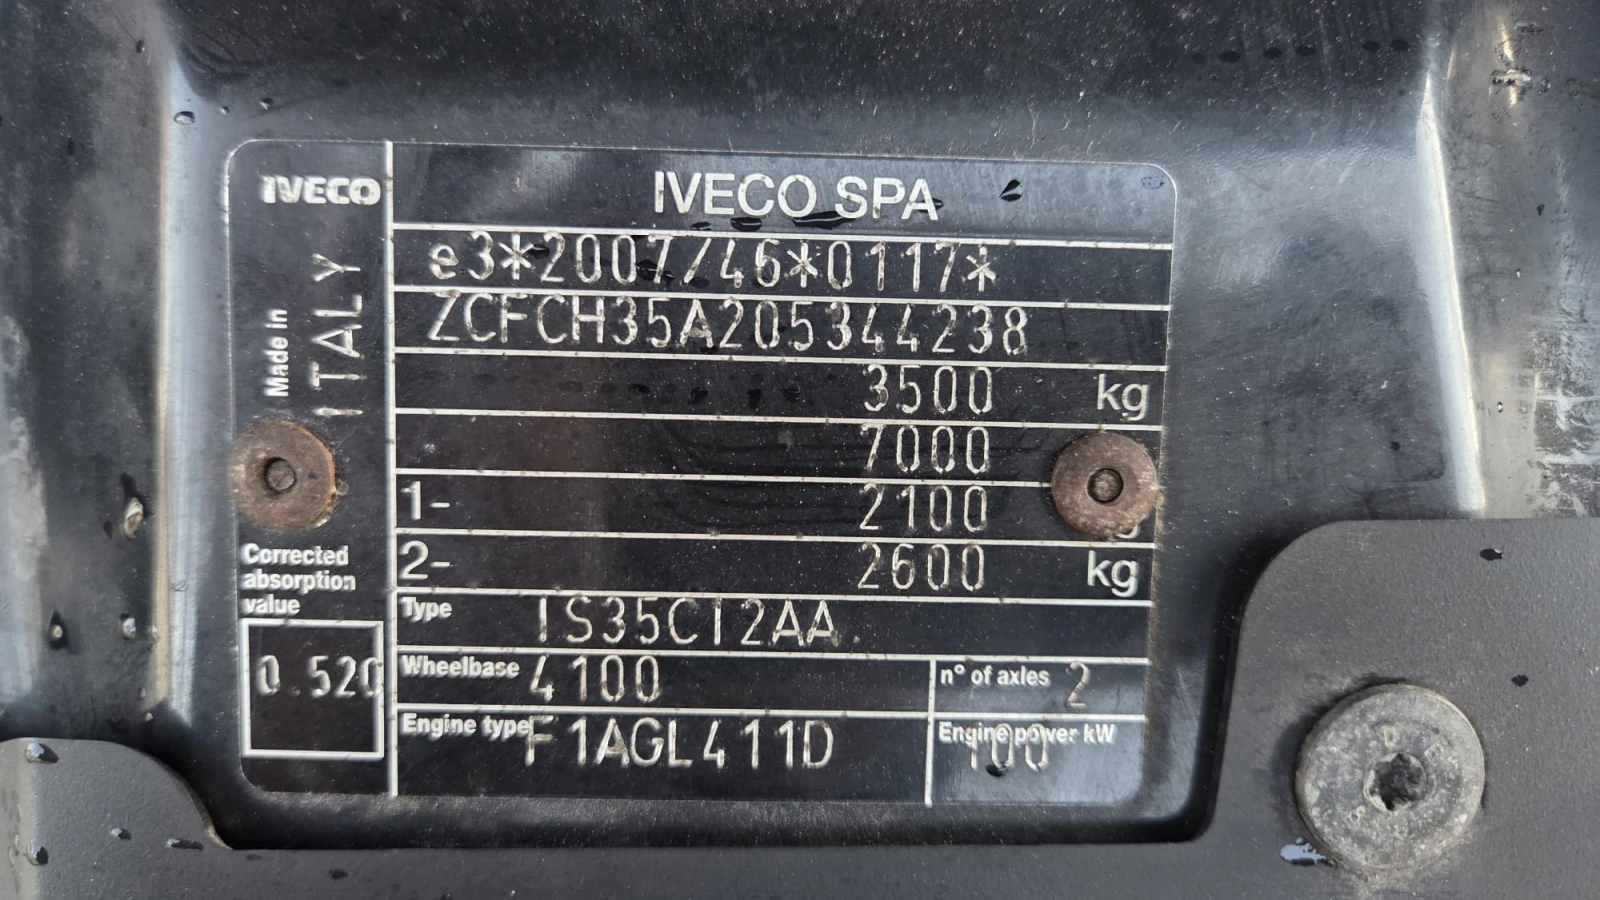 IVECO
IVECO SPA
Made in
ITALY
e3*2007/46*0117*
ZCFCH35A205344238
3500 kg
7000
1- 2100
2- 2600 kg
Corrected
absorption
value
0.520
Type IS35CI2AA
Wheelbase 4100
n° of axles 2
Engine type F1AGL411D
Engine power kW
100